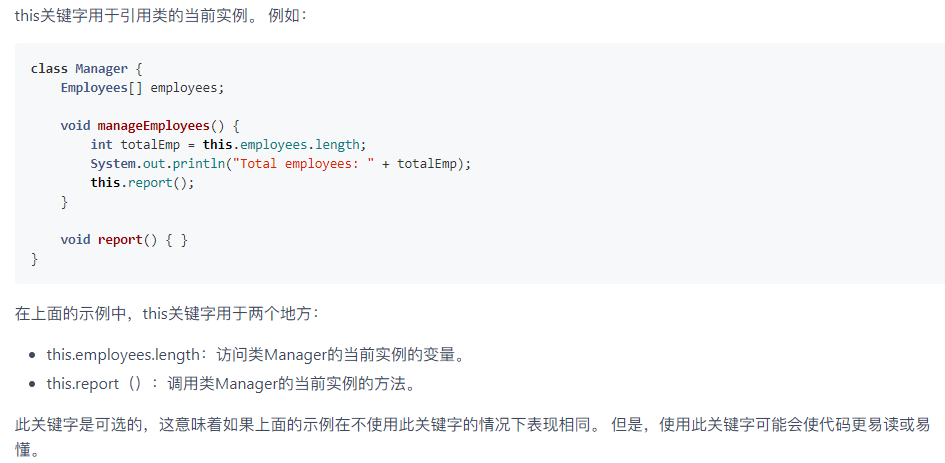 this关键字用于引用类的当前实例。 例如：
class Manager {
    Employees[] employees;
    void manageEmployees() {
        int totalEmp = this.employees.length;
        System.out.println("Total employees: " + totalEmp);
        this.report();
    }
    void report() { }
}
在上面的示例中，this关键字用于两个地方：
• this.employees.length：访问类Manager的当前实例的变量。
• this.report（）：调用类Manager的当前实例的方法。
此关键字是可选的，这意味着如果上面的示例在不使用此关键字的情况下表现相同。 但是，使用此关键字可能会使代码更易读或易
懂。